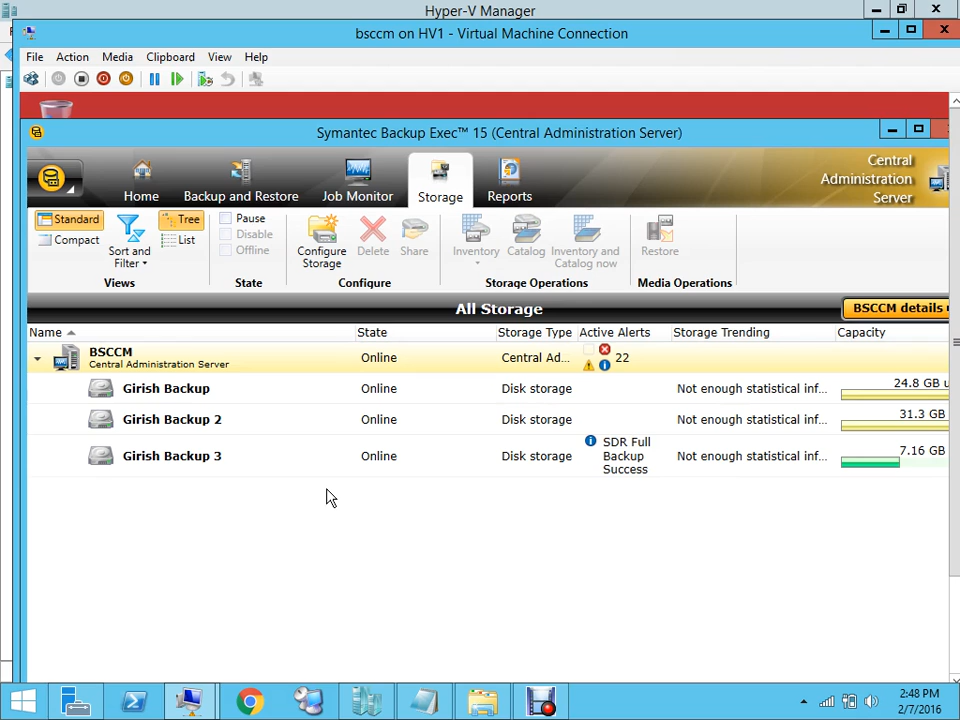 Hyper-V Manager
bsccm on HV1 - Virtual Machine Connection
File Action Media Clipboard View Help
Symantec Backup Exec™ 15 (Central Administration Server)
Home Backup and Restore Job Monitor Storage Reports
Central
Administration
Server
Standard
Compact
Sort and
Filter
Tree
List
Views
Pause
Disable
Offline
State
Configure
Storage
Delete
Share
Configure
Inventory
Catalog
Inventory and
Catalog now
Storage Operations
Restore
Media Operations
All Storage
BSCCM details
Name State Storage Type Active Alerts Storage Trending Capacity
BSCCM
Central Administration Server
Online Central Ad... 22
Girish Backup Online Disk storage Not enough statistical inf... 24.8 GB u
Girish Backup 2 Online Disk storage Not enough statistical inf... 31.3 GB
Girish Backup 3 Online Disk storage
SDR Full
Backup
Success
Not enough statistical inf... 7.16 GB
2:48 PM
2/7/2016